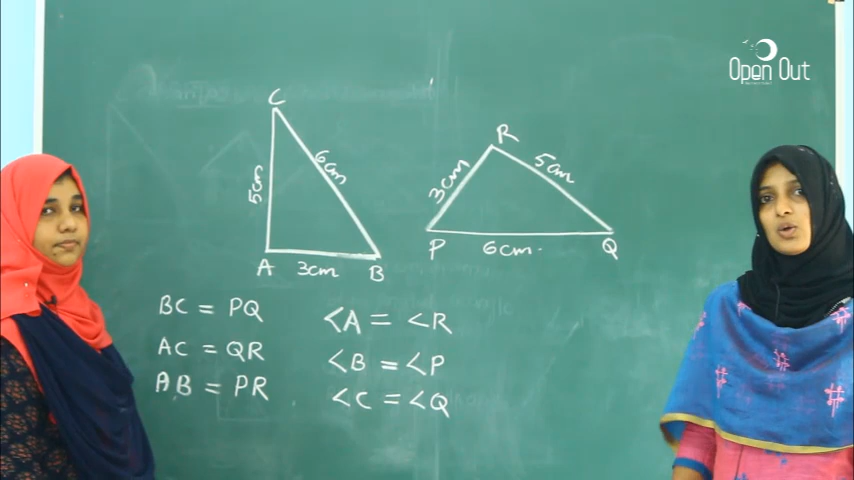 Open Out
C
R
6cm
5cm
3cm
5cm
A
3cm
B
P
6cm.
Q
BC = PQ
<A = <R
AC = QR
<B = <P
AB = PR
<C = <Q